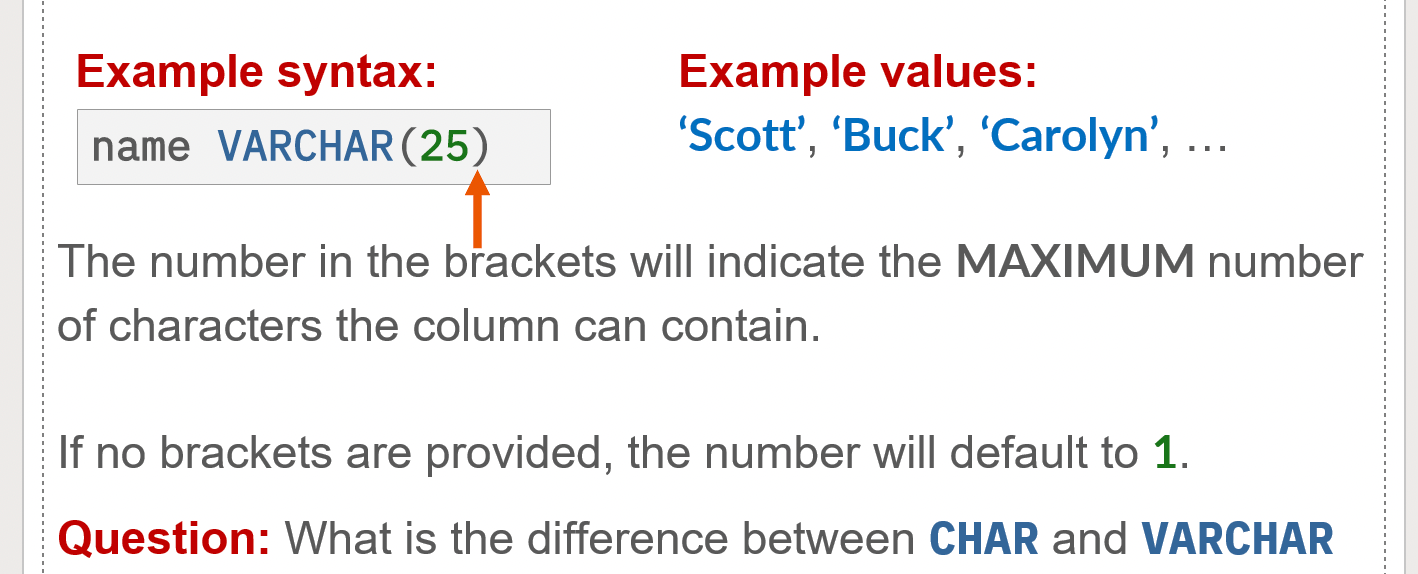 Example syntax:
Example values:
name VARCHAR(25)
‘Scott’, ‘Buck’, ‘Carolyn’, …
The number in the brackets will indicate the MAXIMUM number
of characters the column can contain.
If no brackets are provided, the number will default to 1.
Question: What is the difference between CHAR and VARCHAR